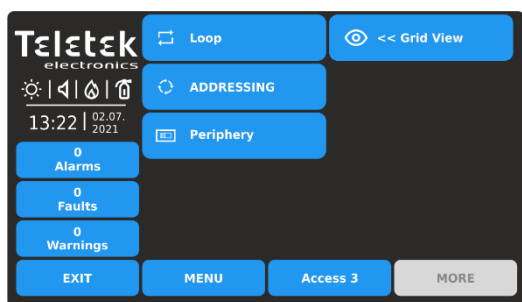 Teletek
electronics
13:22
02.07.
2021
0
Alarms
0
Faults
0
Warnings
EXIT
Loop
ADDRESSING
Periphery
<< Grid View
MENU
Access 3
MORE